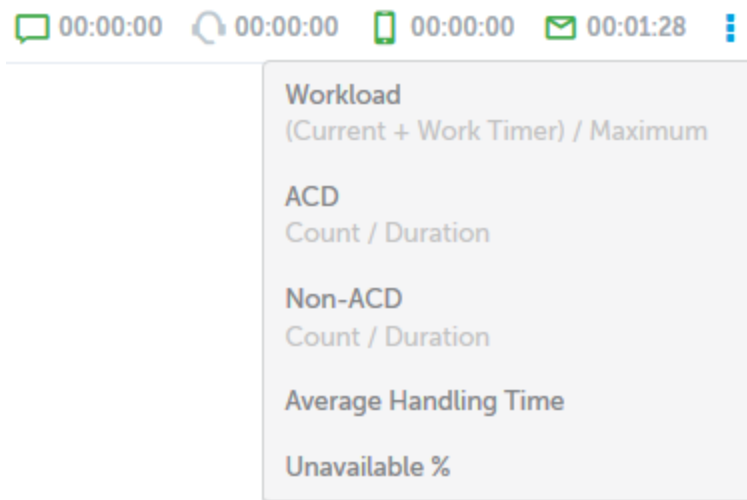 00:00:00 00:00:00 00:00:00 00:01:28
Workload
(Current + Work Timer) / Maximum
ACD
Count / Duration
Non-ACD
Count / Duration
Average Handling Time
Unavailable %